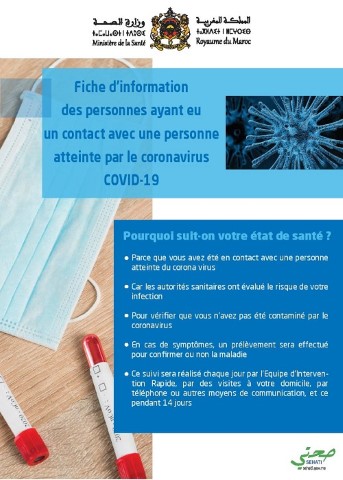 المملكة المغربية
وزارة الصحة
ⵜⴰⴳⵍⴷⵉⵜ ⵏ ⵍⵎⵖⵔⵉⴱ
ⵜⴰⵎⴰⵡⴰⵙⵜ ⵏ ⵜⴷⵓⵙⵉ
Ministère de la Santé
Royaume du Maroc
Fiche d'information
des personnes ayant eu
un contact avec une personne
atteinte par le coronavirus
COVID-19
Pourquoi suit-on votre état de santé ?
• Parce que vous avez été en contact avec une personne
atteinte du corona virus
• Car les autorités sanitaires ont évalué le risque de votre
infection
• Pour vérifier que vous n'avez pas été contaminé par le
coronavirus
• En cas de symptômes, un prélèvement sera effectué
pour confirmer ou non la maladie
• Ce suivi sera réalisé chaque jour par l'Equipe d'Interven-
tion Rapide, par des visites à votre domicile, par
téléphone ou autres moyens de communication, et ce
pendant 14 jours
صحتي
SEHATI